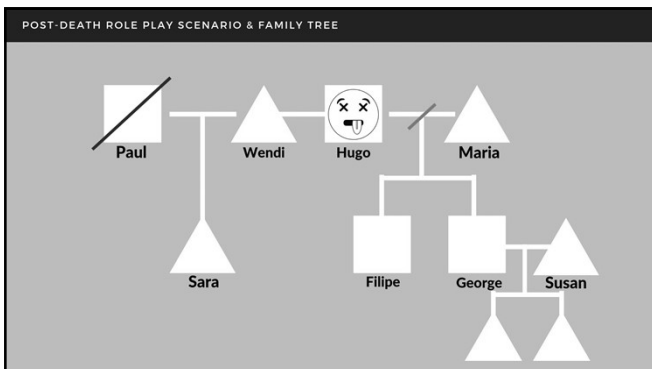 POST-DEATH ROLE PLAY SCENARIO & FAMILY TREE
Paul
Wendi
Hugo
Maria
Sara
Filipe
George
Susan